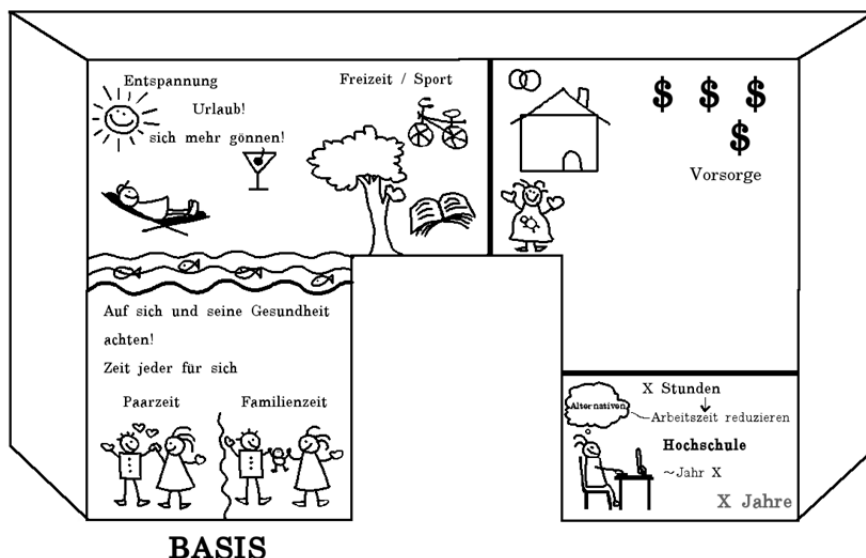 Entspannung
Urlaub!
sich mehr gönnen!
Freizeit / Sport
$ $ $
$
Vorsorge
Auf sich und seine Gesundheit
achten!
Zeit jeder für sich
Paarzeit
Familienzeit
X Stunden
Alternativen
Arbeitszeit reduzieren
Hochschule
~Jahr X
X Jahre
BASIS